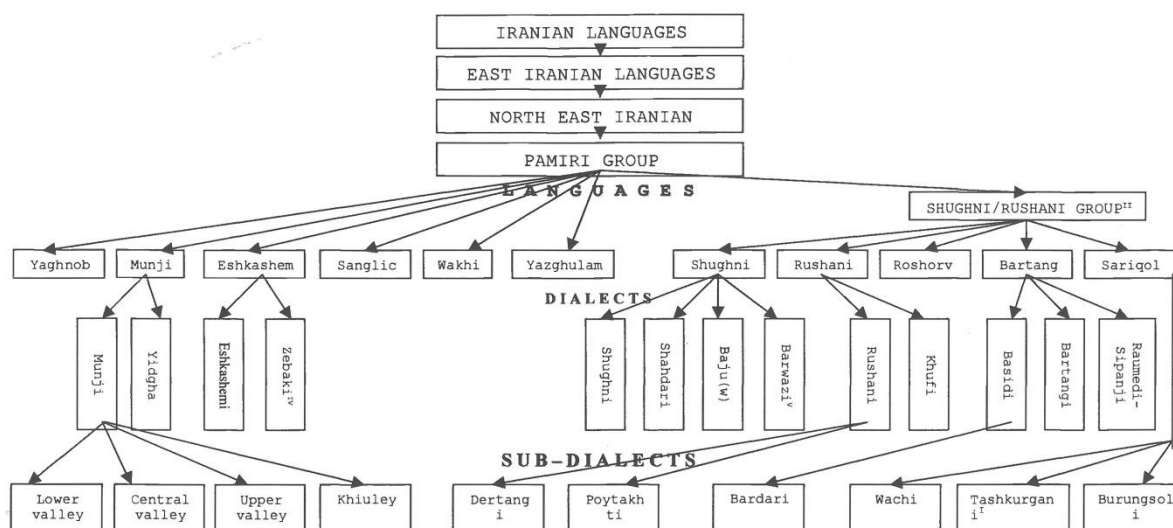 IRANIAN LANGUAGES
EAST IRANIAN LANGUAGES
NORTH EAST IRANIAN
PAMIRI GROUP
LANGUAGES
SHUGHNI/RUSHANI GROUPᴵᴵ
Yaghnob
Munji
Eshkashem
Sanglic
Wakhi
Yazghulam
Shughni
Rushani
Roshorv
Bartang
Sariqol
DIALECTS
Munji
Yidgha
Eshkashemi
Zebakiᴵⱽ
Shughni
Shahdari
Baju(w)
Barwaziⱽ
Rushani
Khufi
Basidi
Bartangi
Raumedi-
Sipanji
SUB-DIALECTS
Lower
valley
Central
valley
Upper
valley
Khiuley
Dertang
i
Poytakh
ti
Bardari
Wachi
Tashkurgan
iᴵ
Burungsol
i